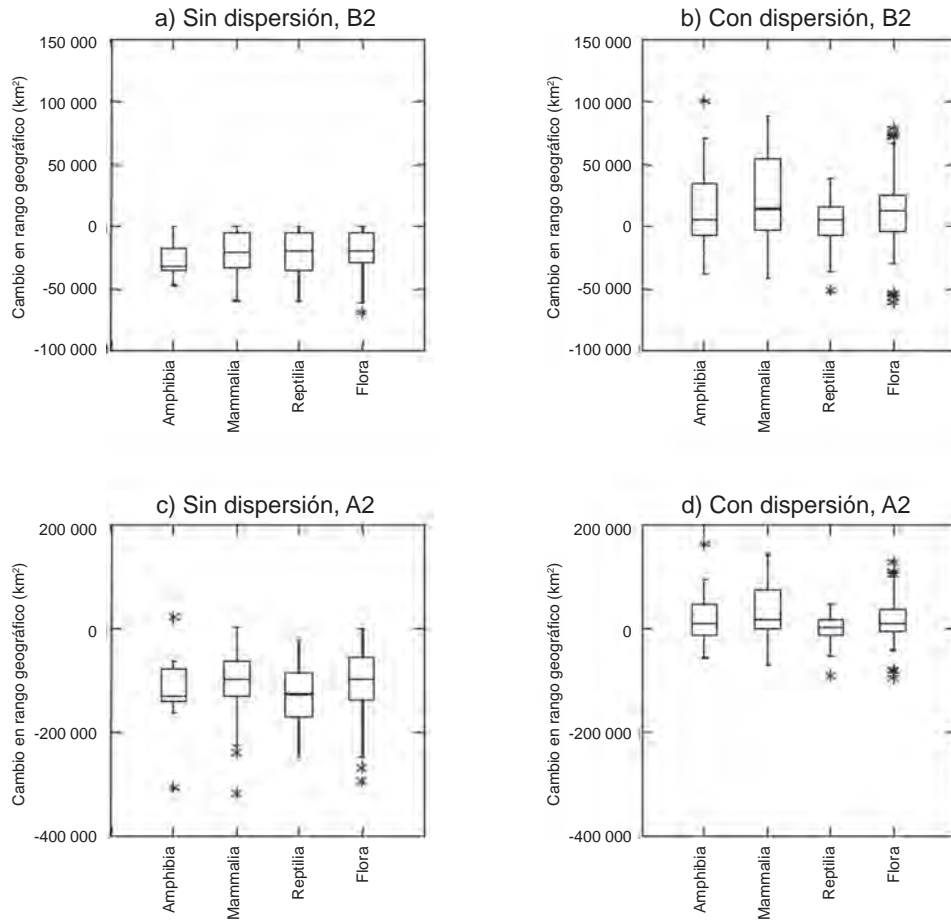 a) Sin dispersión, B2
Cambio en rango geográfico (km²)
150 000
100 000
50 000
0
-50 000
-100 000
Amphibia
Mammalia
Reptilia
Flora
b) Con dispersión, B2
Cambio en rango geográfico (km²)
150 000
100 000
50 000
0
-50 000
-100 000
Amphibia
Mammalia
Reptilia
Flora
c) Sin dispersión, A2
Cambio en rango geográfico (km²)
200 000
0
-200 000
-400 000
Amphibia
Mammalia
Reptilia
Flora
d) Con dispersión, A2
Cambio en rango geográfico (km²)
200 000
0
-200 000
-400 000
Amphibia
Mammalia
Reptilia
Flora